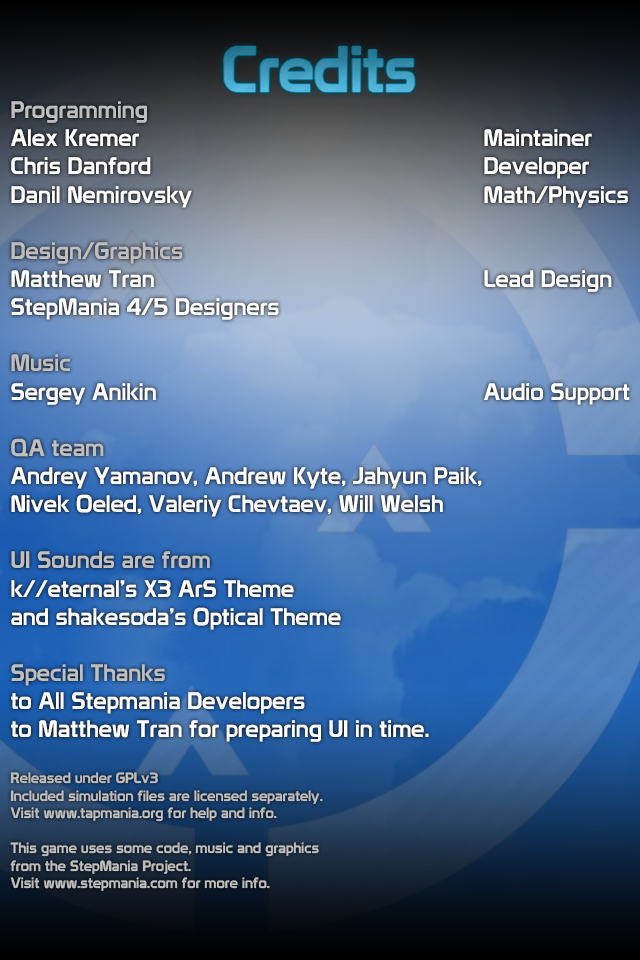 Credits
Programming
Alex Kremer Maintainer
Chris Danford Developer
Danil Nemirovsky Math/Physics
Design/Graphics
Matthew Tran Lead Design
StepMania 4/5 Designers
Music
Sergey Anikin Audio Support
QA team
Andrey Yamanov, Andrew Kyte, Jahyun Paik,
Nivek Oeled, Valeriy Chevtaev, Will Welsh
UI Sounds are from
k//eternal's X3 ArS Theme
and shakesoda's Optical Theme
Special Thanks
to All Stepmania Developers
to Matthew Tran for preparing UI in time.
Released under GPLv3
Included simulation files are licensed separately.
Visit www.tapmania.org for help and info.
This game uses some code, music and graphics
from the StepMania Project.
Visit www.stepmania.com for more info.